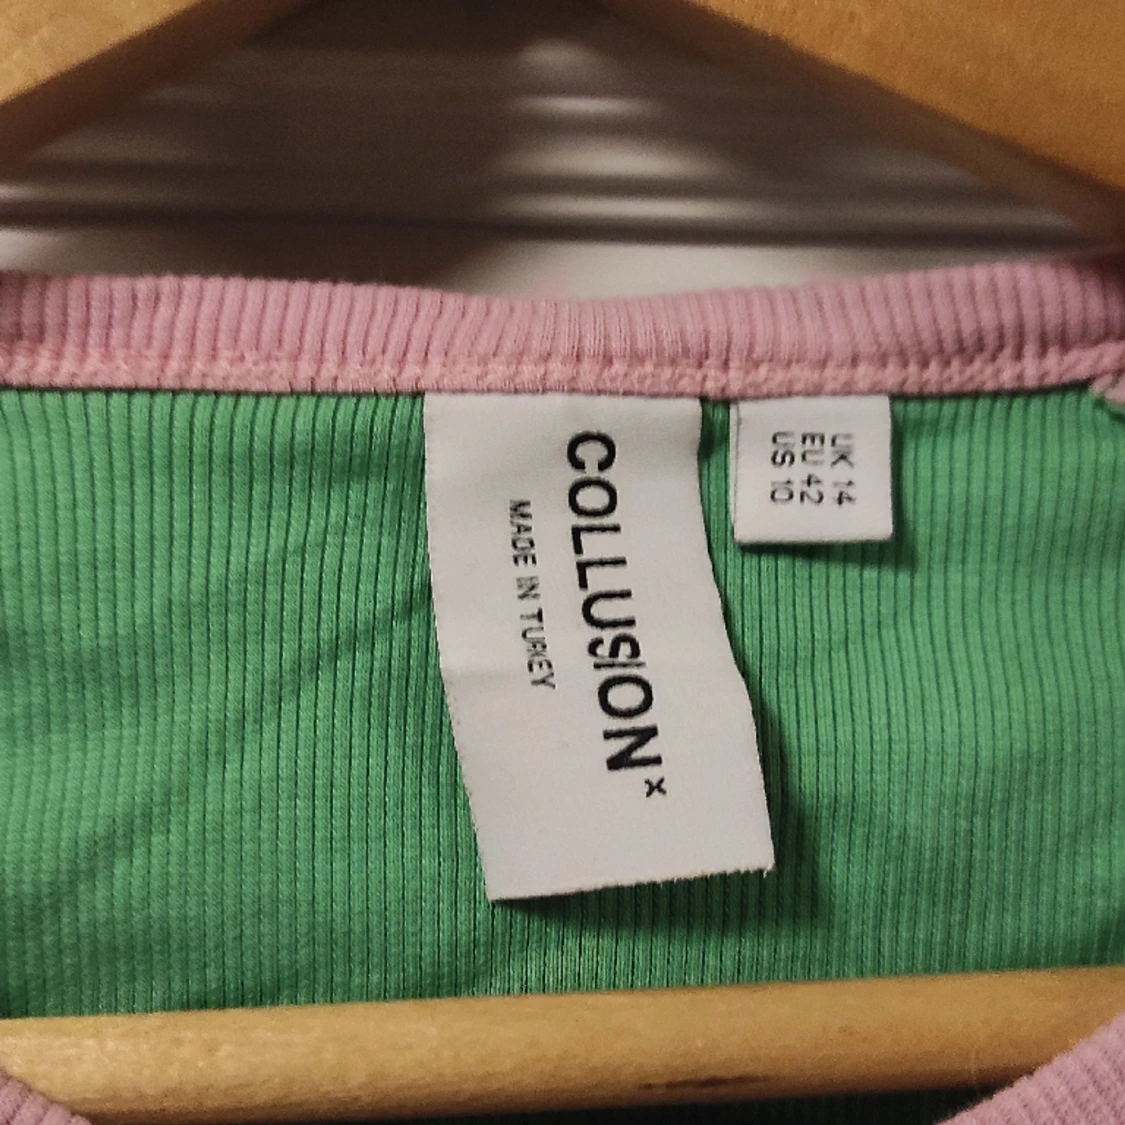 COLLUSION x
MADE IN TURKEY
UK 14
EU 42
US 10